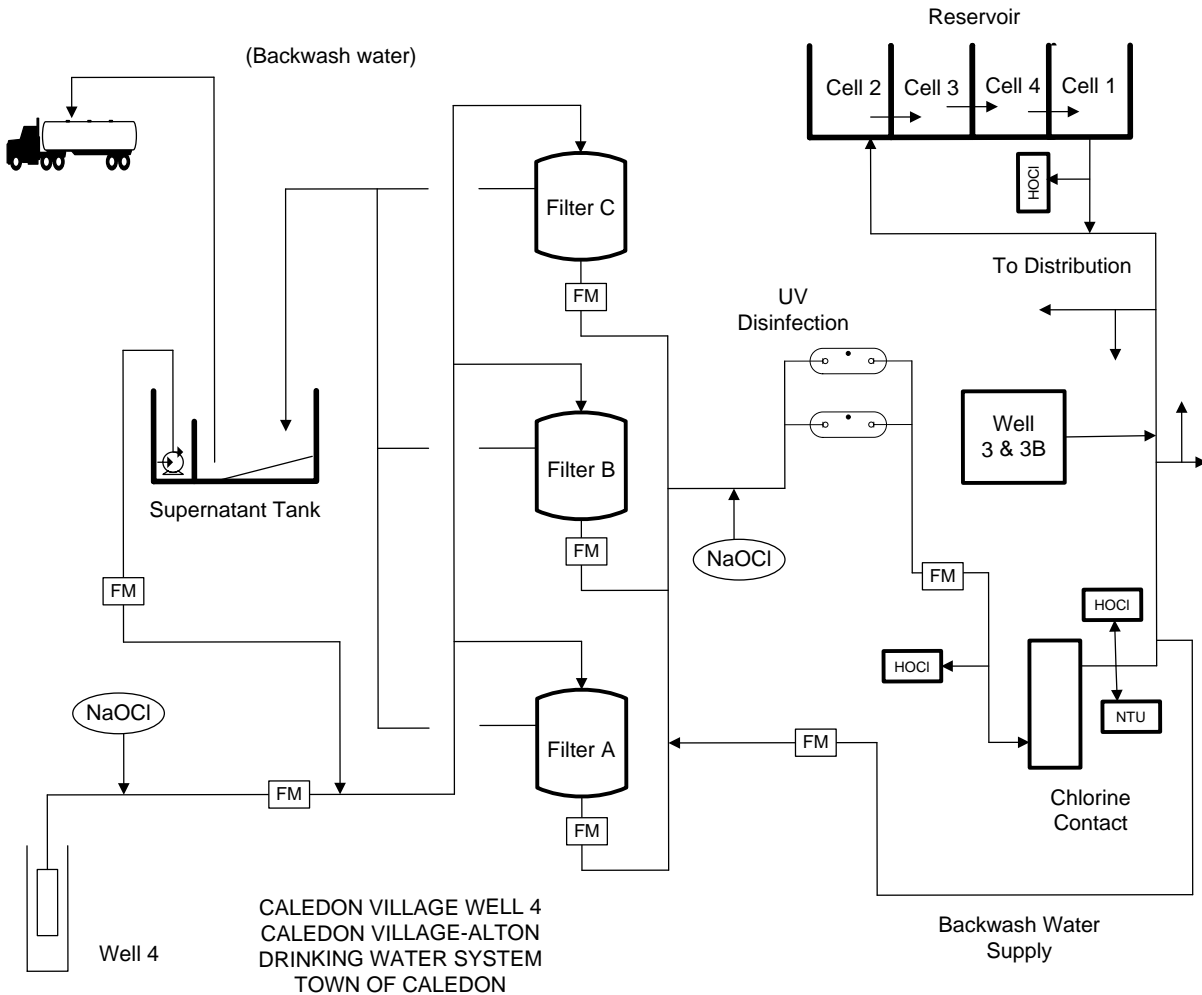 Reservoir
(Backwash water)
Cell 2
Cell 3
Cell 4
Cell 1
HOCl
Filter C
FM
To Distribution
UV
Disinfection
Well
3 & 3B
Filter B
FM
Supernatant Tank
NaOCl
FM
FM
HOCl
HOCl
NTU
NaOCl
Filter A
FM
FM
FM
Chlorine
Contact
CALEDON VILLAGE WELL 4
CALEDON VILLAGE-ALTON
DRINKING WATER SYSTEM
TOWN OF CALEDON
Well 4
Backwash Water
Supply